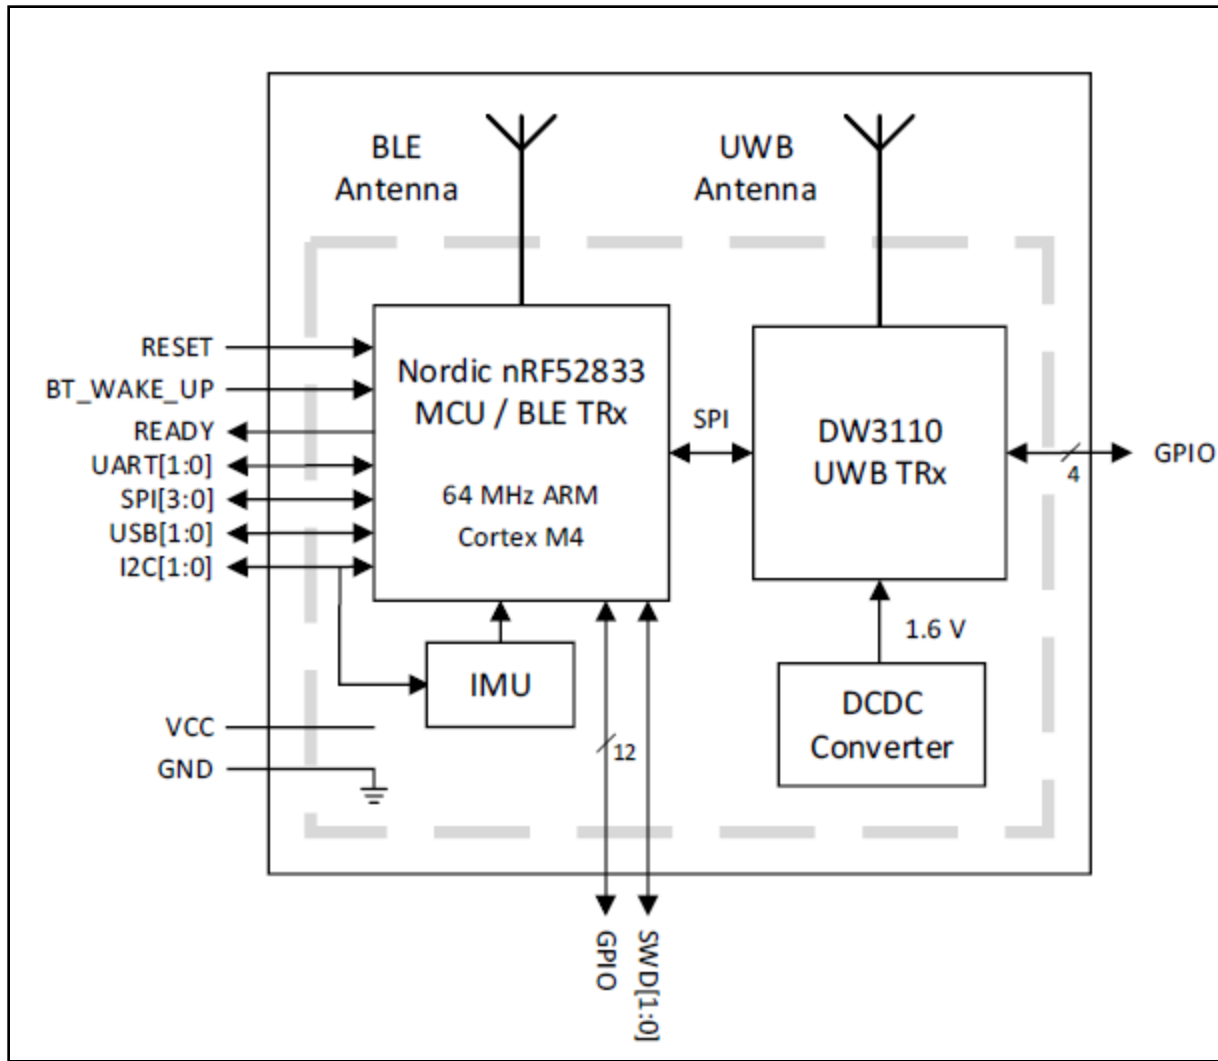 BLE
Antenna
UWB
Antenna
RESET
BT_WAKE_UP
READY
UART[1:0]
SPI[3:0]
USB[1:0]
I2C[1:0]
VCC
GND
Nordic nRF52833
MCU / BLE TRx
64 MHz ARM
Cortex M4
SPI
DW3110
UWB TRx
4
GPIO
1.6 V
IMU
DCDC
Converter
12
GPIO
SWD[1:0]